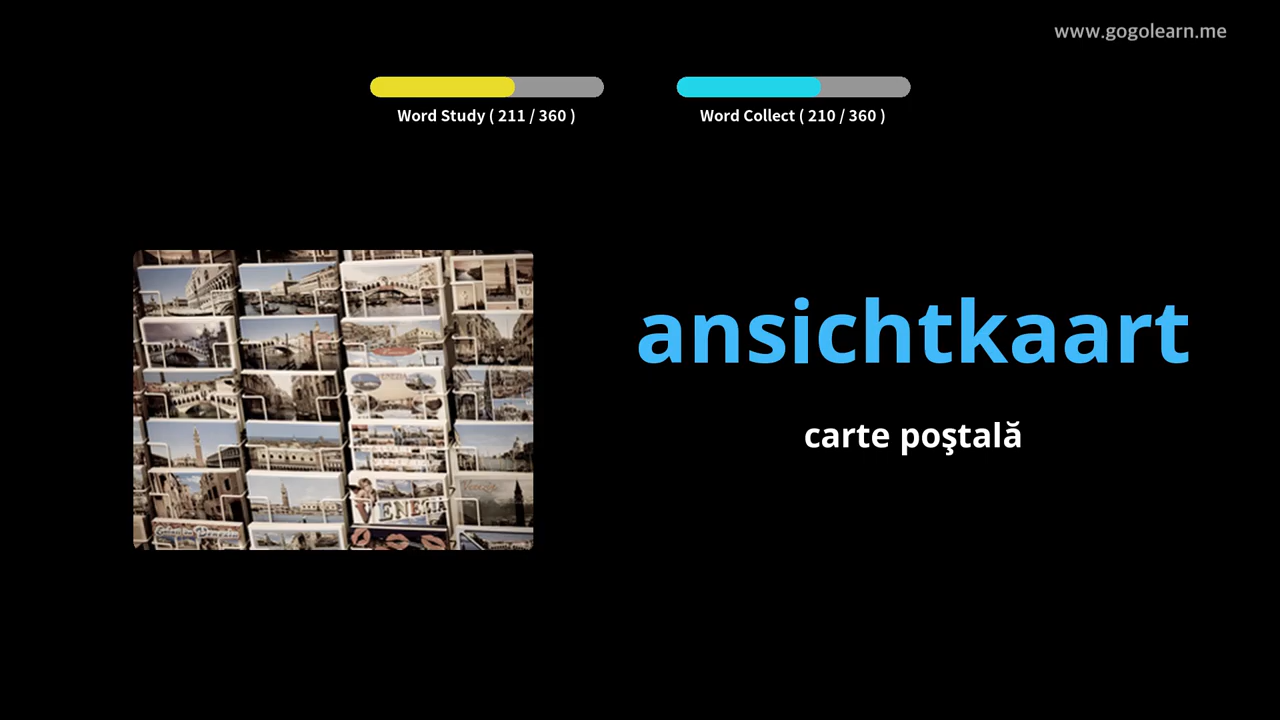 www.gogolearn.me
Word Study ( 211 / 360 )
Word Collect ( 210 / 360 )
VENEZIA
ansichtkaart
carte poştală